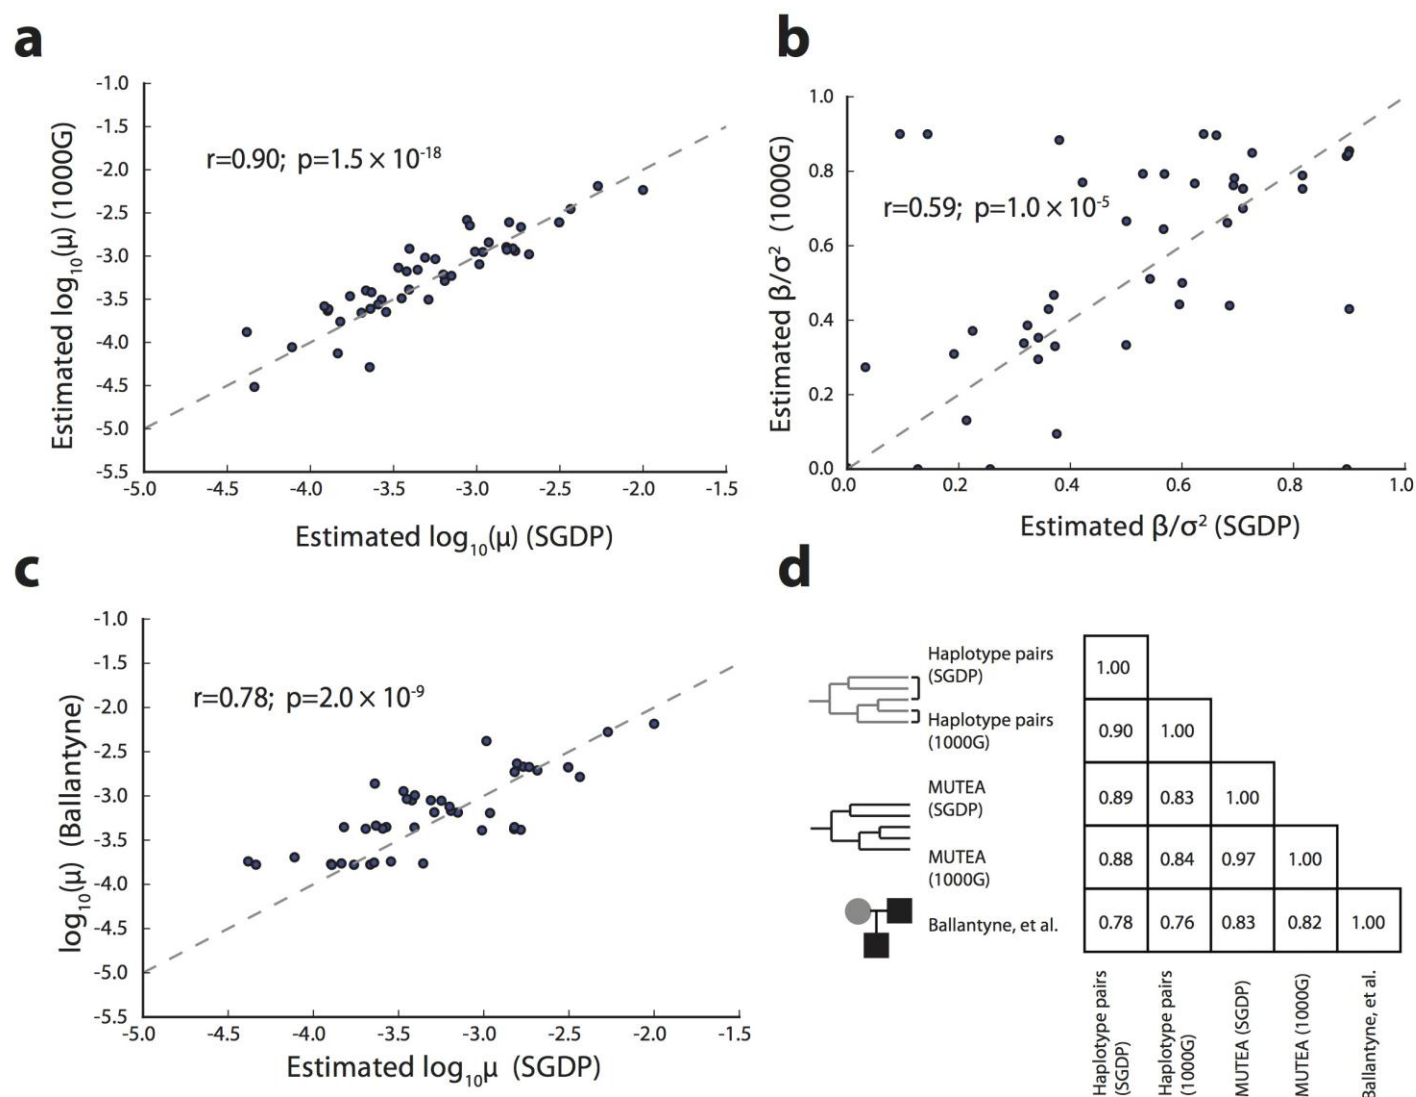 a
-1.0
-1.5
-2.0
-2.5
-3.0
-3.5
-4.0
-4.5
-5.0
-5.5
Estimated log₁₀(μ) (1000G)
r=0.90; p=1.5 × 10⁻¹⁸
-5.0 -4.5 -4.0 -3.5 -3.0 -2.5 -2.0 -1.5
Estimated log₁₀(μ) (SGDP)
b
1.0
0.8
0.6
0.4
0.2
0.0
Estimated β/σ² (1000G)
r=0.59; p=1.0 × 10⁻⁵
0.0 0.2 0.4 0.6 0.8 1.0
Estimated β/σ² (SGDP)
c
-1.0
-1.5
-2.0
-2.5
-3.0
-3.5
-4.0
-4.5
-5.0
-5.5
log₁₀(μ) (Ballantyne)
r=0.78; p=2.0 × 10⁻⁹
-5.0 -4.5 -4.0 -3.5 -3.0 -2.5 -2.0 -1.5
Estimated log₁₀μ (SGDP)
d
Haplotype pairs
(SGDP)
1.00
Haplotype pairs
(1000G)
0.90 1.00
MUTEA
(SGDP)
0.89 0.83 1.00
MUTEA
(1000G)
0.88 0.84 0.97 1.00
Ballantyne, et al.
0.78 0.76 0.83 0.82 1.00
Haplotype pairs
(SGDP)
Haplotype pairs
(1000G)
MUTEA (SGDP)
MUTEA (1000G)
Ballantyne, et al.